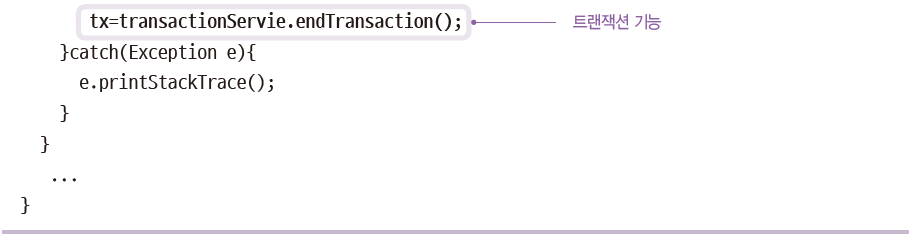 tx=transactionServie.endTransaction(); 트랜잭션 기능
}catch(Exception e){
e.printStackTrace();
}
}
...
}